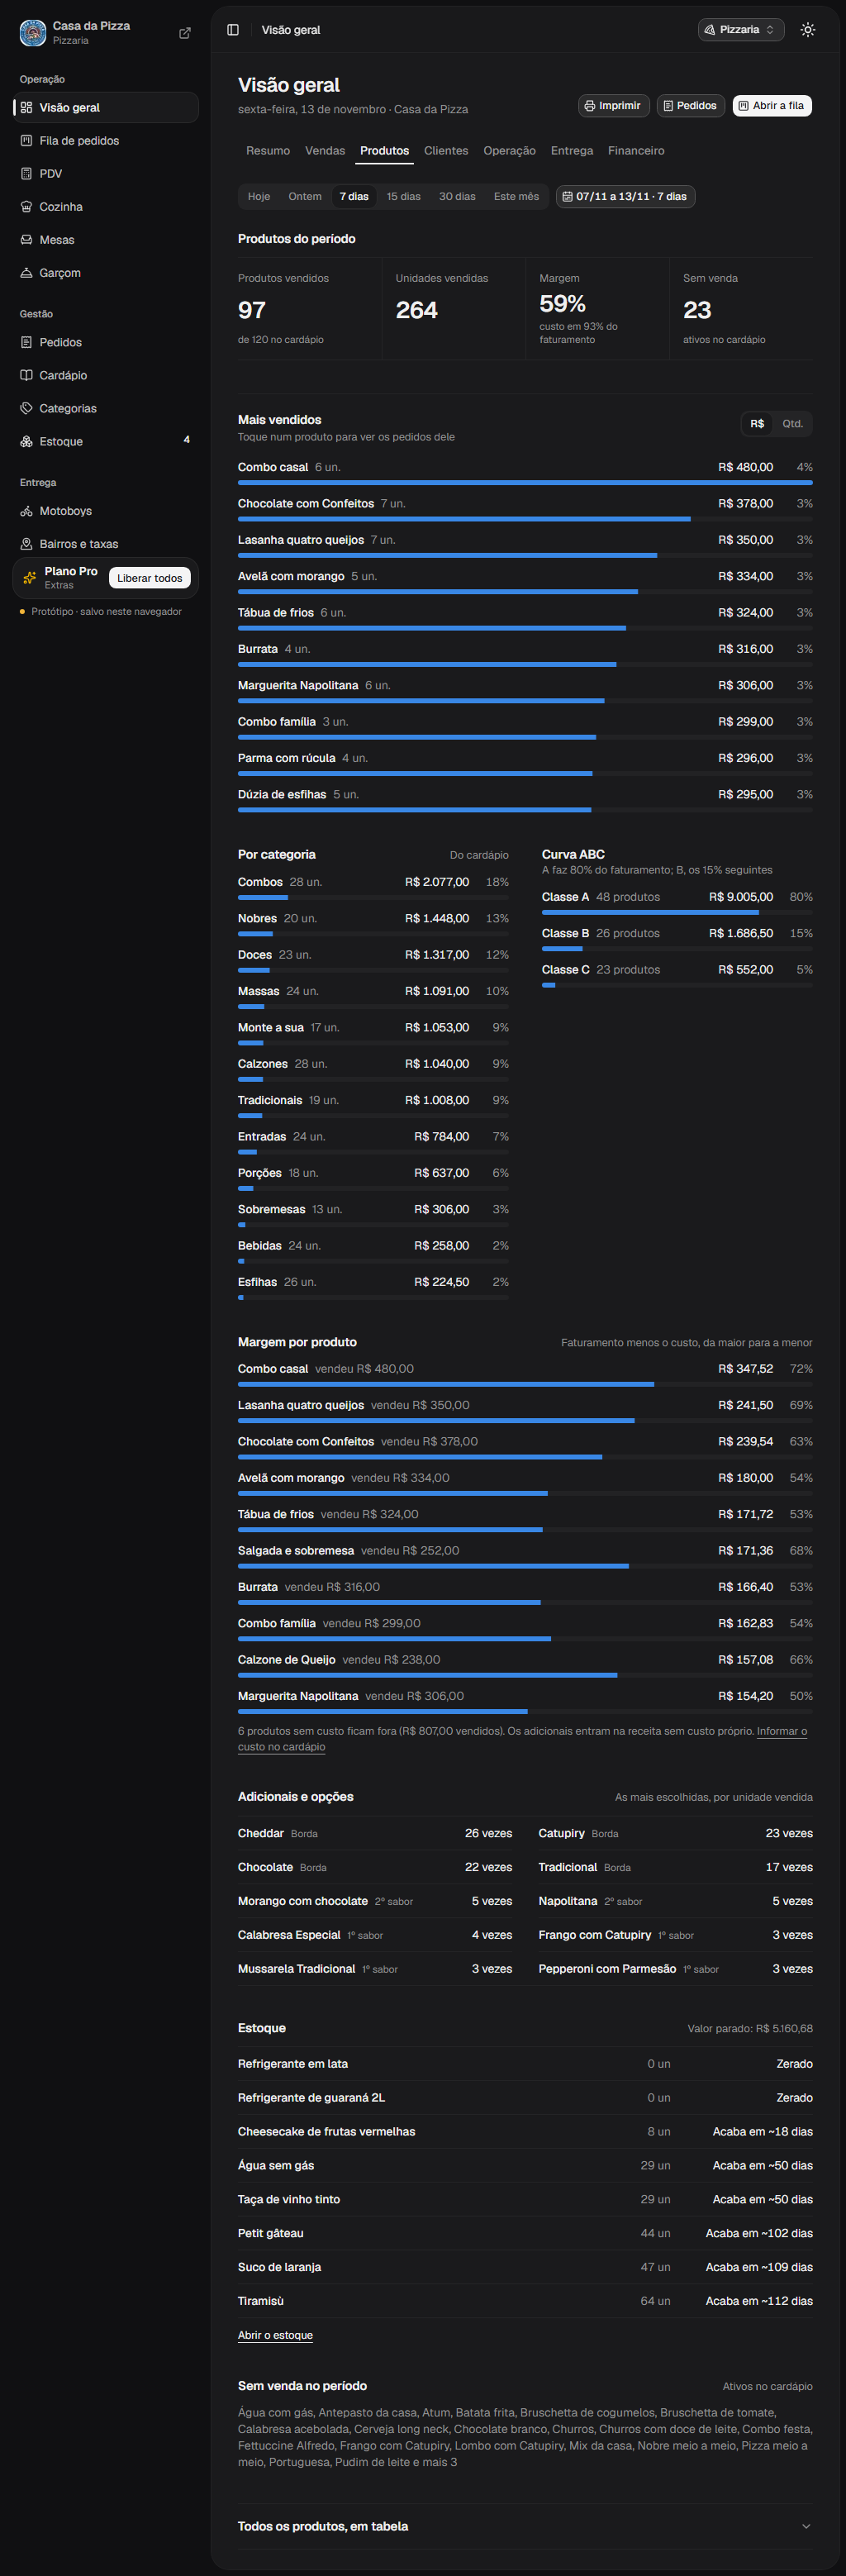 Casa da Pizza
Pizzaria
Operação
Visão geral
Fila de pedidos
PDV
Cozinha
Mesas
Garçom
Gestão
Pedidos
Cardápio
Categorias
Estoque 4
Entrega
Motoboys
Bairros e taxas
Plano Pro
Extras
Liberar todos
Protótipo · salvo neste navegador
Visão geral
Pizzaria
Visão geral
sexta-feira, 13 de novembro · Casa da Pizza
Imprimir
Pedidos
Abrir a fila
Resumo Vendas Produtos Clientes Operação Entrega Financeiro
Hoje Ontem 7 dias 15 dias 30 dias Este mês 07/11 a 13/11 · 7 dias
Produtos do período
Produtos vendidos
97
de 120 no cardápio
Unidades vendidas
264
Margem
59%
custo em 93% do
faturamento
Sem venda
23
ativos no cardápio
Mais vendidos
Toque num produto para ver os pedidos dele
R$ Qtd.
Combo casal 6 un. R$ 480,00 4%
Chocolate com Confeitos 7 un. R$ 378,00 3%
Lasanha quatro queijos 7 un. R$ 350,00 3%
Avelã com morango 5 un. R$ 334,00 3%
Tábua de frios 6 un. R$ 324,00 3%
Burrata 4 un. R$ 316,00 3%
Marguerita Napolitana 6 un. R$ 306,00 3%
Combo família 3 un. R$ 299,00 3%
Parma com rúcula 4 un. R$ 296,00 3%
Dúzia de esfihas 5 un. R$ 295,00 3%
Por categoria Do cardápio
Combos 28 un. R$ 2.077,00 18%
Nobres 20 un. R$ 1.448,00 13%
Doces 23 un. R$ 1.317,00 12%
Massas 24 un. R$ 1.091,00 10%
Monte a sua 17 un. R$ 1.053,00 9%
Calzones 28 un. R$ 1.040,00 9%
Tradicionais 19 un. R$ 1.008,00 9%
Entradas 24 un. R$ 784,00 7%
Porções 18 un. R$ 637,00 6%
Sobremesas 13 un. R$ 306,00 3%
Bebidas 24 un. R$ 258,00 2%
Esfihas 26 un. R$ 224,50 2%
Curva ABC
A faz 80% do faturamento; B, os 15% seguintes
Classe A 48 produtos R$ 9.005,00 80%
Classe B 26 produtos R$ 1.686,50 15%
Classe C 23 produtos R$ 552,00 5%
Margem por produto Faturamento menos o custo, da maior para a menor
Combo casal vendeu R$ 480,00 R$ 347,52 72%
Lasanha quatro queijos vendeu R$ 350,00 R$ 241,50 69%
Chocolate com Confeitos vendeu R$ 378,00 R$ 239,54 63%
Avelã com morango vendeu R$ 334,00 R$ 180,00 54%
Tábua de frios vendeu R$ 324,00 R$ 171,72 53%
Salgada e sobremesa vendeu R$ 252,00 R$ 171,36 68%
Burrata vendeu R$ 316,00 R$ 166,40 53%
Combo família vendeu R$ 299,00 R$ 162,83 54%
Calzone de Queijo vendeu R$ 238,00 R$ 157,08 66%
Marguerita Napolitana vendeu R$ 306,00 R$ 154,20 50%
6 produtos sem custo ficam fora (R$ 807,00 vendidos). Os adicionais entram na receita sem custo próprio. Informar o
custo no cardápio
Adicionais e opções As mais escolhidas, por unidade vendida
Cheddar Borda 26 vezes Catupiry Borda 23 vezes
Chocolate Borda 22 vezes Tradicional Borda 17 vezes
Morango com chocolate 2º sabor 5 vezes Napolitana 2º sabor 5 vezes
Calabresa Especial 1º sabor 4 vezes Frango com Catupiry 1º sabor 3 vezes
Mussarela Tradicional 1º sabor 3 vezes Pepperoni com Parmesão 1º sabor 3 vezes
Estoque Valor parado: R$ 5.160,68
Refrigerante em lata 0 un Zerado
Refrigerante de guaraná 2L 0 un Zerado
Cheesecake de frutas vermelhas 8 un Acaba em ~18 dias
Água sem gás 29 un Acaba em ~50 dias
Taça de vinho tinto 29 un Acaba em ~50 dias
Petit gâteau 44 un Acaba em ~102 dias
Suco de laranja 47 un Acaba em ~109 dias
Tiramisù 64 un Acaba em ~112 dias
Abrir o estoque
Sem venda no período Ativos no cardápio
Água com gás, Antepasto da casa, Atum, Batata frita, Bruschetta de cogumelos, Bruschetta de tomate,
Calabresa acebolada, Cerveja long neck, Chocolate branco, Churros, Churros com doce de leite, Combo festa,
Fettuccine Alfredo, Frango com Catupiry, Lombo com Catupiry, Mix da casa, Nobre meio a meio, Pizza meio a
meio, Portuguesa, Pudim de leite e mais 3
Todos os produtos, em tabela